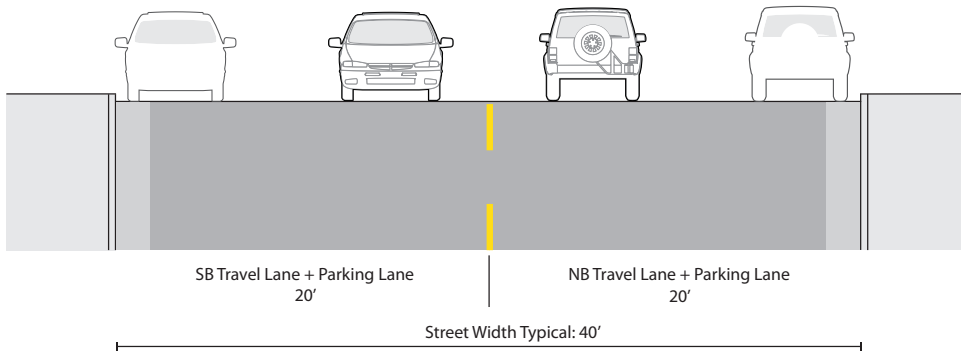 SB Travel Lane + Parking Lane
20’
NB Travel Lane + Parking Lane
20’
Street Width Typical: 40’